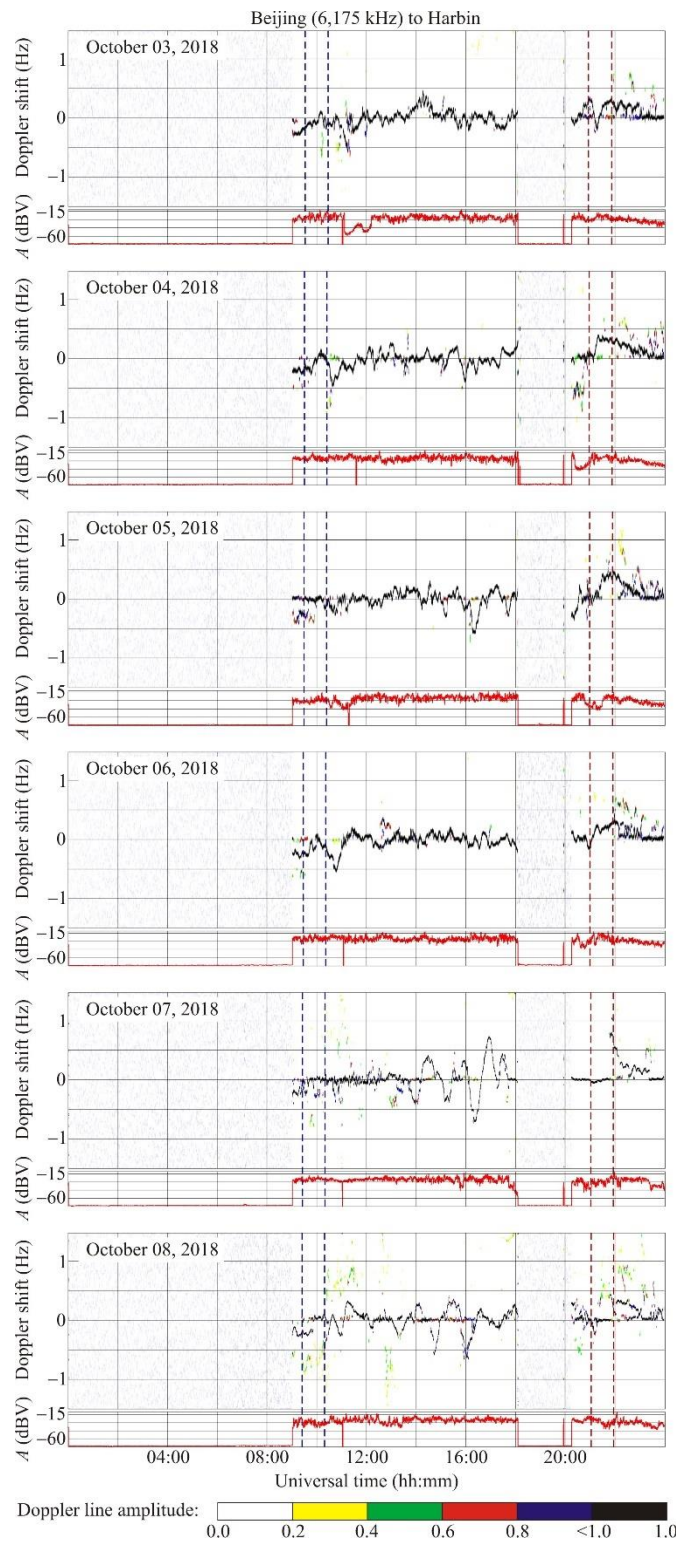 Beijing (6,175 kHz) to Harbin
October 03, 2018
Doppler shift (Hz)
1
0
−1
A (dBV)
−15
−60
October 04, 2018
Doppler shift (Hz)
1
0
−1
A (dBV)
−15
−60
October 05, 2018
Doppler shift (Hz)
1
0
−1
A (dBV)
−15
−60
October 06, 2018
Doppler shift (Hz)
1
0
−1
A (dBV)
−15
−60
October 07, 2018
Doppler shift (Hz)
1
0
−1
A (dBV)
−15
−60
October 08, 2018
Doppler shift (Hz)
1
0
−1
A (dBV)
−15
−60
04:00 08:00 12:00 16:00 20:00
Universal time (hh:mm)
Doppler line amplitude:
0.0 0.2 0.4 0.6 0.8 <1.0 1.0